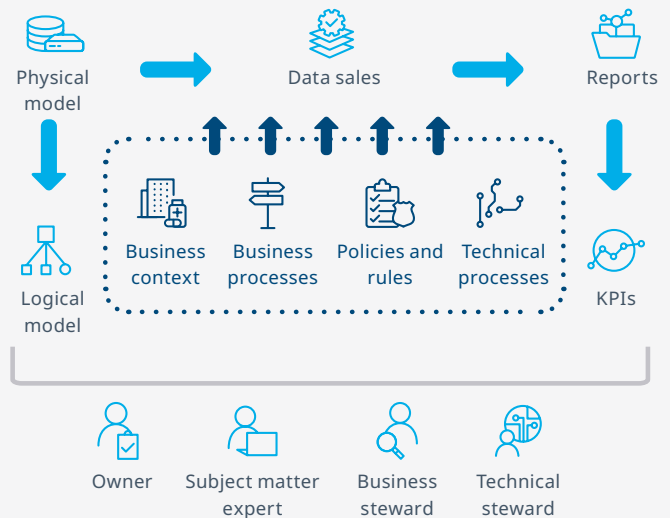 Physical
model
Data sales
Reports
Business
context
Business
processes
Policies and
rules
Technical
processes
Logical
model
KPIs
Owner
Subject matter
expert
Business
steward
Technical
steward